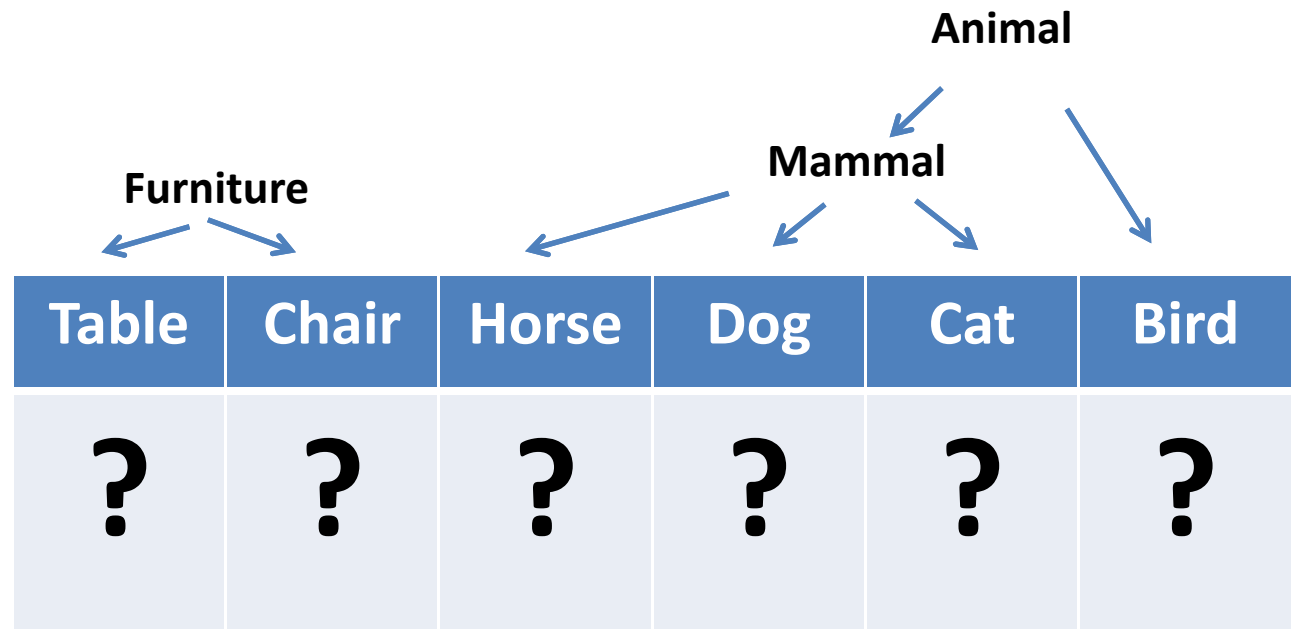 Animal
Mammal
Furniture
Table Chair Horse Dog Cat Bird
? ? ? ? ? ?